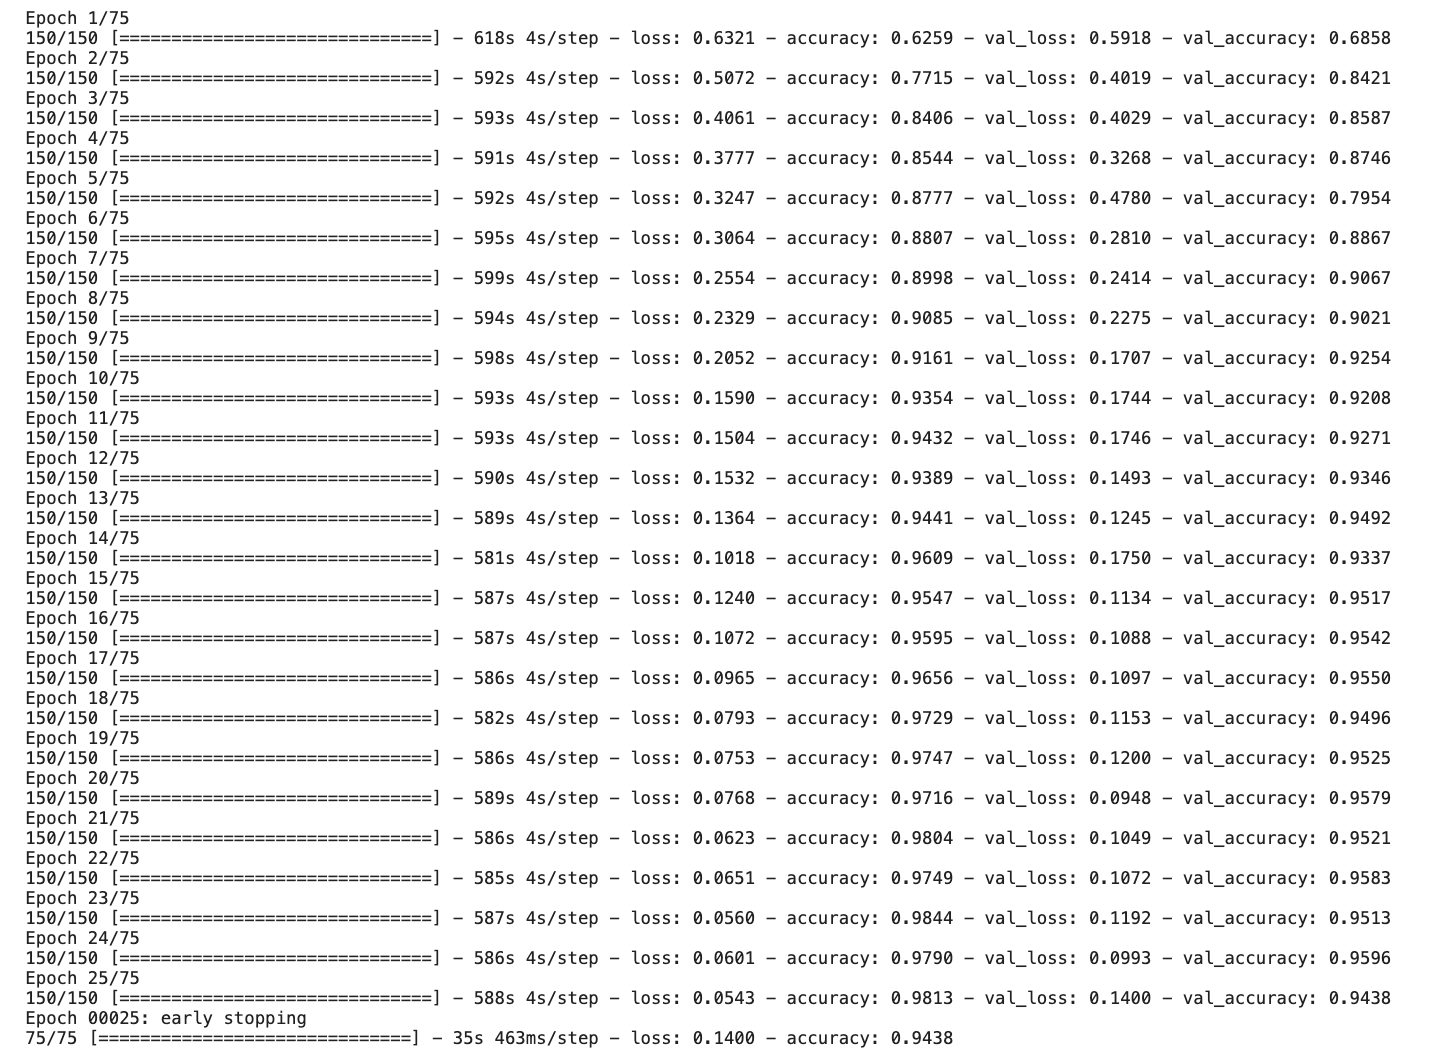 Epoch 1/75
150/150 [==============================] - 618s 4s/step - loss: 0.6321 - accuracy: 0.6259 - val_loss: 0.5918 - val_accuracy: 0.6858
Epoch 2/75
150/150 [==============================] - 592s 4s/step - loss: 0.5072 - accuracy: 0.7715 - val_loss: 0.4019 - val_accuracy: 0.8421
Epoch 3/75
150/150 [==============================] - 593s 4s/step - loss: 0.4061 - accuracy: 0.8406 - val_loss: 0.4029 - val_accuracy: 0.8587
Epoch 4/75
150/150 [==============================] - 591s 4s/step - loss: 0.3777 - accuracy: 0.8544 - val_loss: 0.3268 - val_accuracy: 0.8746
Epoch 5/75
150/150 [==============================] - 592s 4s/step - loss: 0.3247 - accuracy: 0.8777 - val_loss: 0.4780 - val_accuracy: 0.7954
Epoch 6/75
150/150 [==============================] - 595s 4s/step - loss: 0.3064 - accuracy: 0.8807 - val_loss: 0.2810 - val_accuracy: 0.8867
Epoch 7/75
150/150 [==============================] - 599s 4s/step - loss: 0.2554 - accuracy: 0.8998 - val_loss: 0.2414 - val_accuracy: 0.9067
Epoch 8/75
150/150 [==============================] - 594s 4s/step - loss: 0.2329 - accuracy: 0.9085 - val_loss: 0.2275 - val_accuracy: 0.9021
Epoch 9/75
150/150 [==============================] - 598s 4s/step - loss: 0.2052 - accuracy: 0.9161 - val_loss: 0.1707 - val_accuracy: 0.9254
Epoch 10/75
150/150 [==============================] - 593s 4s/step - loss: 0.1590 - accuracy: 0.9354 - val_loss: 0.1744 - val_accuracy: 0.9208
Epoch 11/75
150/150 [==============================] - 593s 4s/step - loss: 0.1504 - accuracy: 0.9432 - val_loss: 0.1746 - val_accuracy: 0.9271
Epoch 12/75
150/150 [==============================] - 590s 4s/step - loss: 0.1532 - accuracy: 0.9389 - val_loss: 0.1493 - val_accuracy: 0.9346
Epoch 13/75
150/150 [==============================] - 589s 4s/step - loss: 0.1364 - accuracy: 0.9441 - val_loss: 0.1245 - val_accuracy: 0.9492
Epoch 14/75
150/150 [==============================] - 581s 4s/step - loss: 0.1018 - accuracy: 0.9609 - val_loss: 0.1750 - val_accuracy: 0.9337
Epoch 15/75
150/150 [==============================] - 587s 4s/step - loss: 0.1240 - accuracy: 0.9547 - val_loss: 0.1134 - val_accuracy: 0.9517
Epoch 16/75
150/150 [==============================] - 587s 4s/step - loss: 0.1072 - accuracy: 0.9595 - val_loss: 0.1088 - val_accuracy: 0.9542
Epoch 17/75
150/150 [==============================] - 586s 4s/step - loss: 0.0965 - accuracy: 0.9656 - val_loss: 0.1097 - val_accuracy: 0.9550
Epoch 18/75
150/150 [==============================] - 582s 4s/step - loss: 0.0793 - accuracy: 0.9729 - val_loss: 0.1153 - val_accuracy: 0.9496
Epoch 19/75
150/150 [==============================] - 586s 4s/step - loss: 0.0753 - accuracy: 0.9747 - val_loss: 0.1200 - val_accuracy: 0.9525
Epoch 20/75
150/150 [==============================] - 589s 4s/step - loss: 0.0768 - accuracy: 0.9716 - val_loss: 0.0948 - val_accuracy: 0.9579
Epoch 21/75
150/150 [==============================] - 586s 4s/step - loss: 0.0623 - accuracy: 0.9804 - val_loss: 0.1049 - val_accuracy: 0.9521
Epoch 22/75
150/150 [==============================] - 585s 4s/step - loss: 0.0651 - accuracy: 0.9749 - val_loss: 0.1072 - val_accuracy: 0.9583
Epoch 23/75
150/150 [==============================] - 587s 4s/step - loss: 0.0560 - accuracy: 0.9844 - val_loss: 0.1192 - val_accuracy: 0.9513
Epoch 24/75
150/150 [==============================] - 586s 4s/step - loss: 0.0601 - accuracy: 0.9790 - val_loss: 0.0993 - val_accuracy: 0.9596
Epoch 25/75
150/150 [==============================] - 588s 4s/step - loss: 0.0543 - accuracy: 0.9813 - val_loss: 0.1400 - val_accuracy: 0.9438
Epoch 00025: early stopping
75/75 [==============================] - 35s 463ms/step - loss: 0.1400 - accuracy: 0.9438